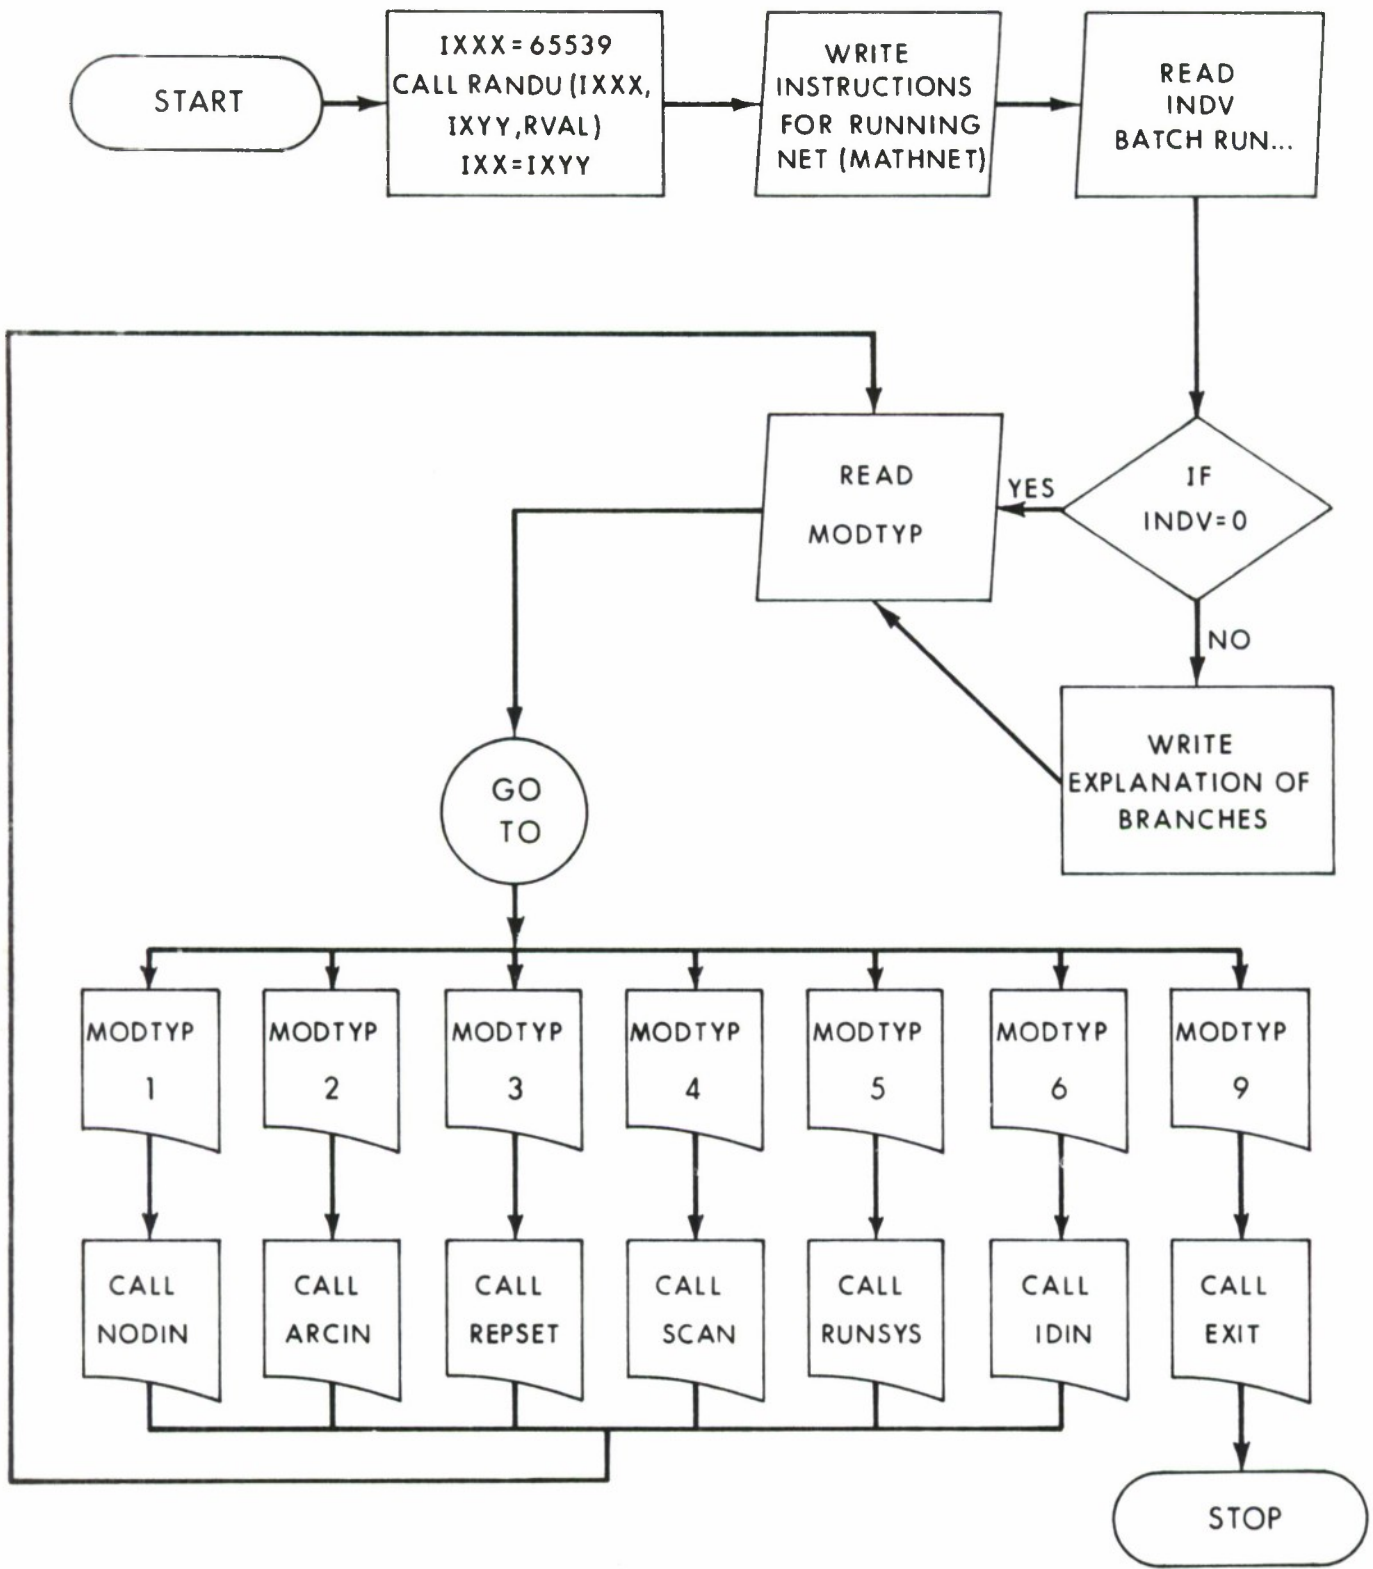 START
IXXX=65539
CALL RANDU (IXXX,
IXYY,RVAL)
IXX=IXYY
WRITE
INSTRUCTIONS
FOR RUNNING
NET (MATHNET)
READ
INDV
BATCH RUN...
IF
INDV=0
YES
NO
READ
MODTYP
WRITE
EXPLANATION OF
BRANCHES
GO
TO
MODTYP
1
MODTYP
2
MODTYP
3
MODTYP
4
MODTYP
5
MODTYP
6
MODTYP
9
CALL
NODIN
CALL
ARCIN
CALL
REPSET
CALL
SCAN
CALL
RUNSYS
CALL
IDIN
CALL
EXIT
STOP